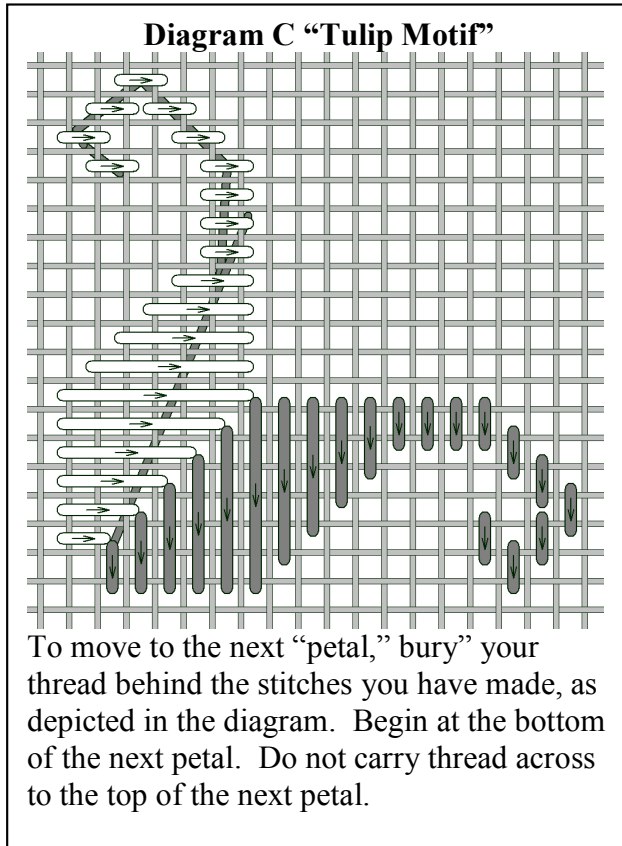 Diagram C “Tulip Motif”
To move to the next “petal,” bury” your
thread behind the stitches you have made, as
depicted in the diagram.  Begin at the bottom
of the next petal.  Do not carry thread across
to the top of the next petal.